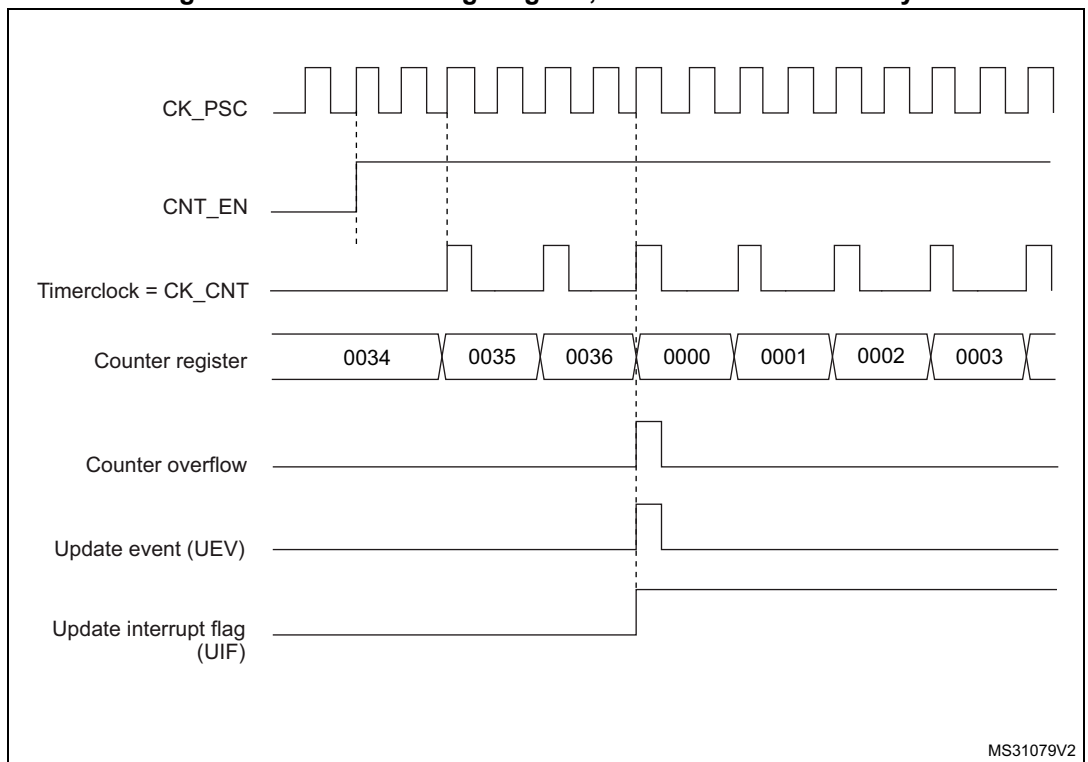 CK_PSC
CNT_EN
Timerclock = CK_CNT
Counter register
0034
0035
0036
0000
0001
0002
0003
Counter overflow
Update event (UEV)
Update interrupt flag
(UIF)
MS31079V2